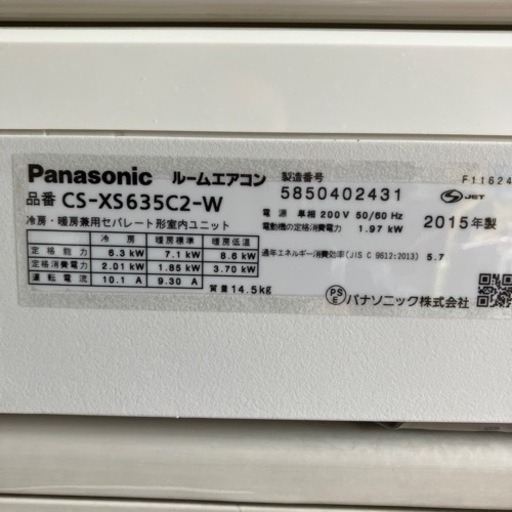 Panasonic ルームエアコン
品番 CS-XS635C2-W
冷房・暖房兼用セパレート形室内ユニット
冷 房 暖房標準 暖房低温
定格能力 6.3 kW 7.1 kW 8.6 kW
定格消費電力 2.01 kW 1.85 kW 3.70 kW
運転電流 10.1 A 9.30 A
質量 14.5kg
製造番号
5850402431
電源 単相 200V 50/60 Hz
電動機の定格消費電力 1.97 kW
通年エネルギー消費効率(JIS C 9612:2013) 5.7
PSE パナソニック株式会社
F11624
JET
2015年製